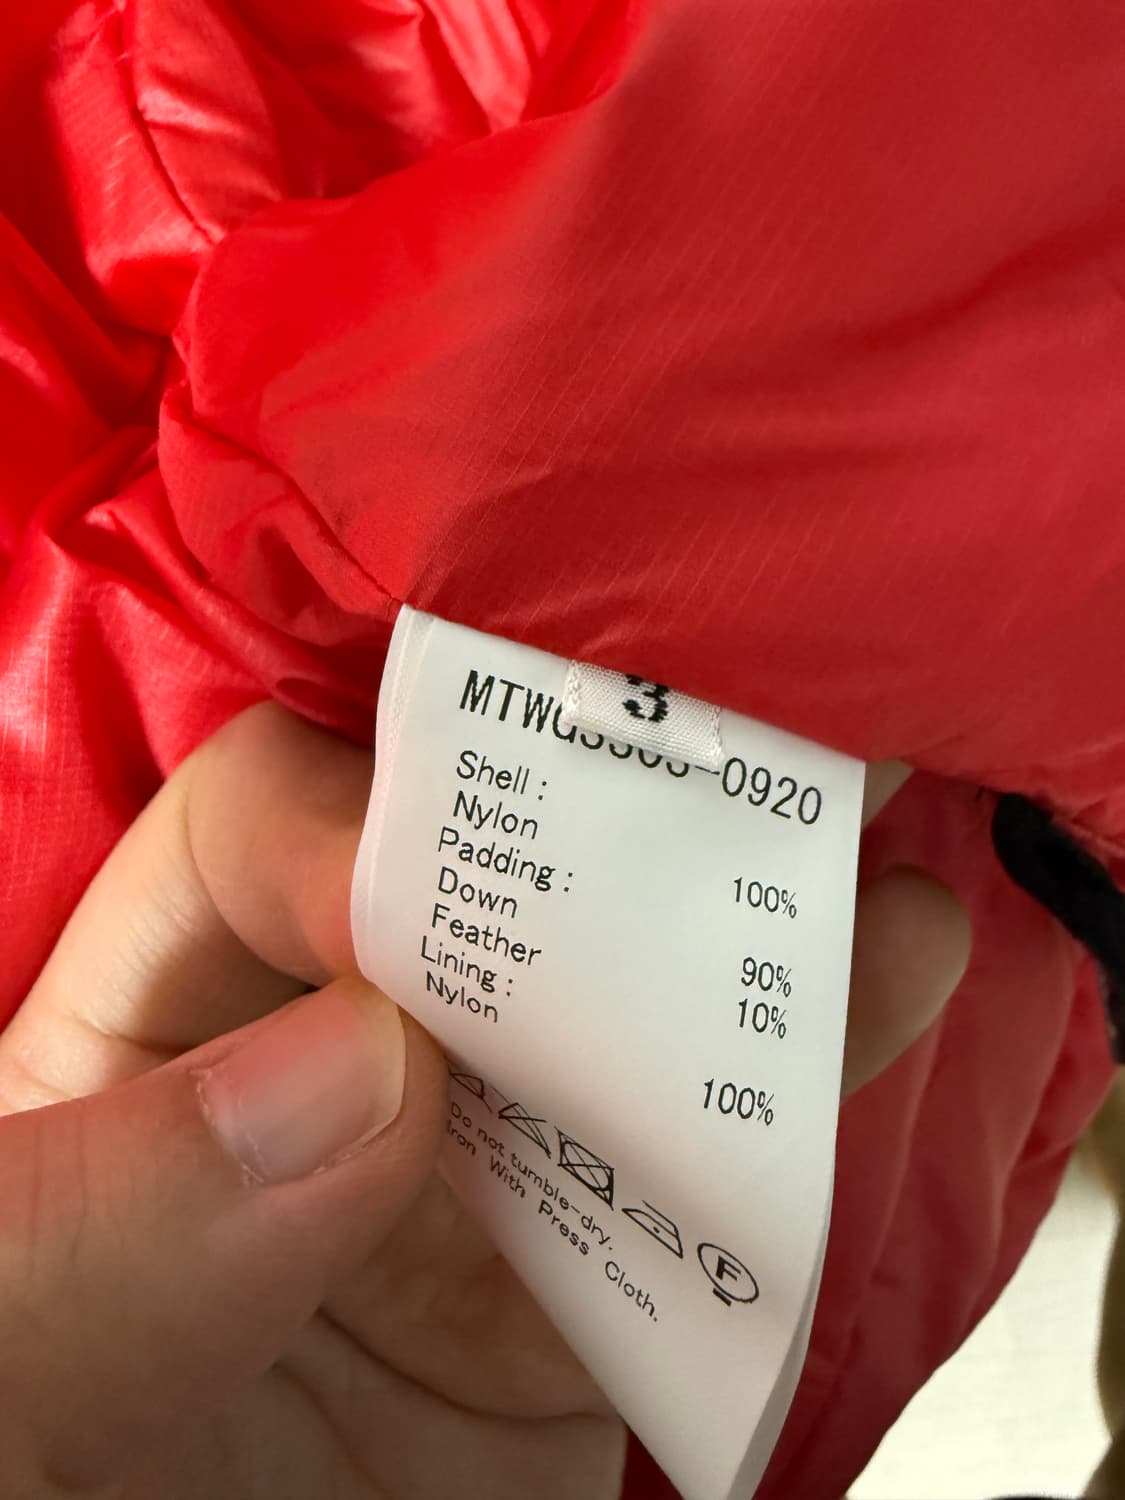 3
Shell :
Nylon 100%
Padding :
Down 90%
Feather 10%
Lining :
Nylon 100%
F
Do not tumble-dry.
Iron With Press Cloth.